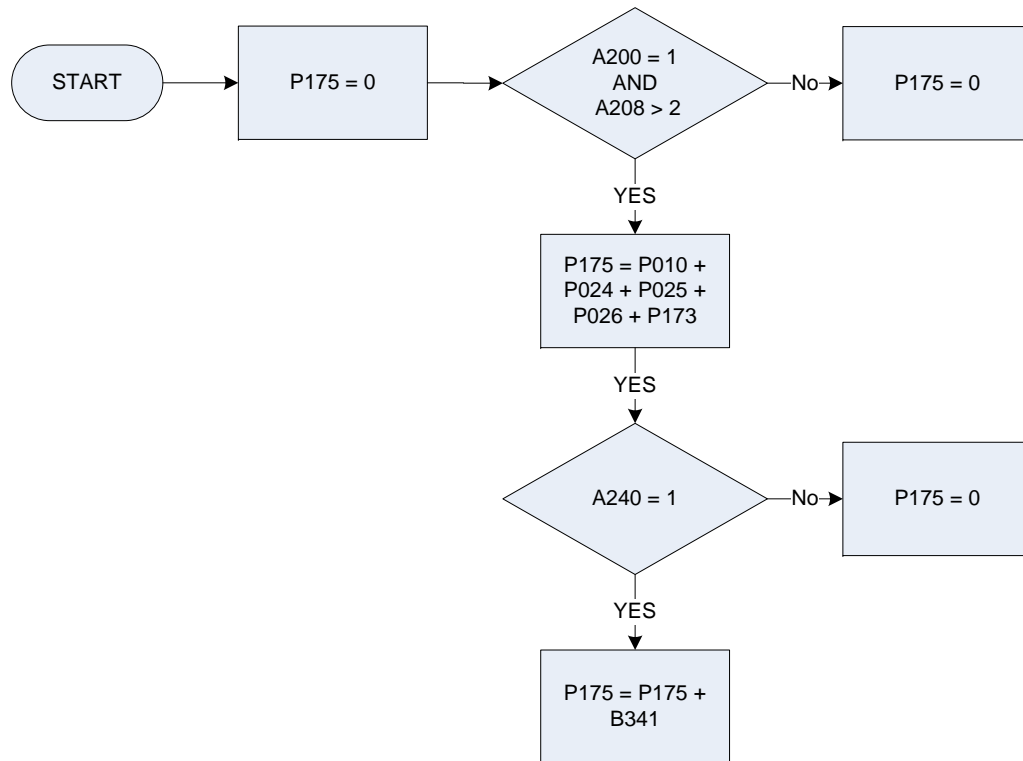 START
P175 = 0
A200 = 1
AND
A208 > 2
No
P175 = 0
YES
P175 = P010 +
P024 + P025 +
P026 + P173
YES
A240 = 1
No
P175 = 0
YES
P175 = P175 +
B341